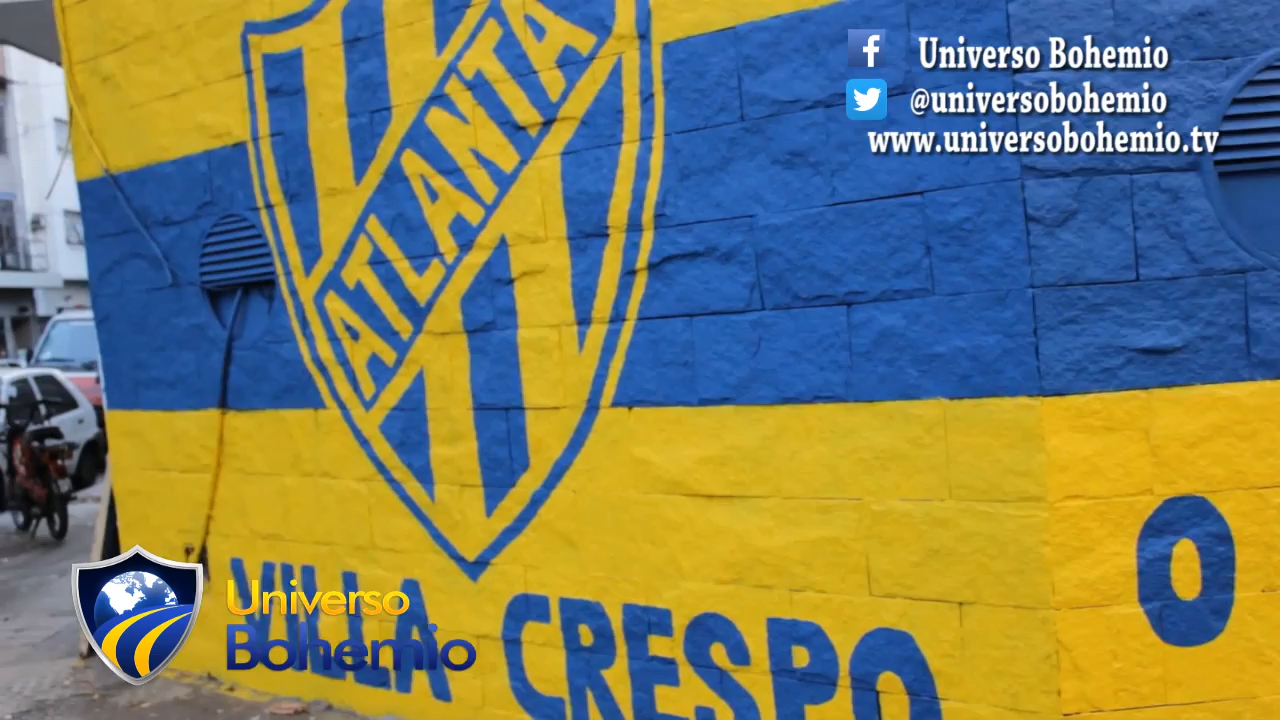 Universo Bohemio
@universobohemio
www.universobohemio.tv
ATLANTA
VILLA CRESPO
O
Universo
Bohemio